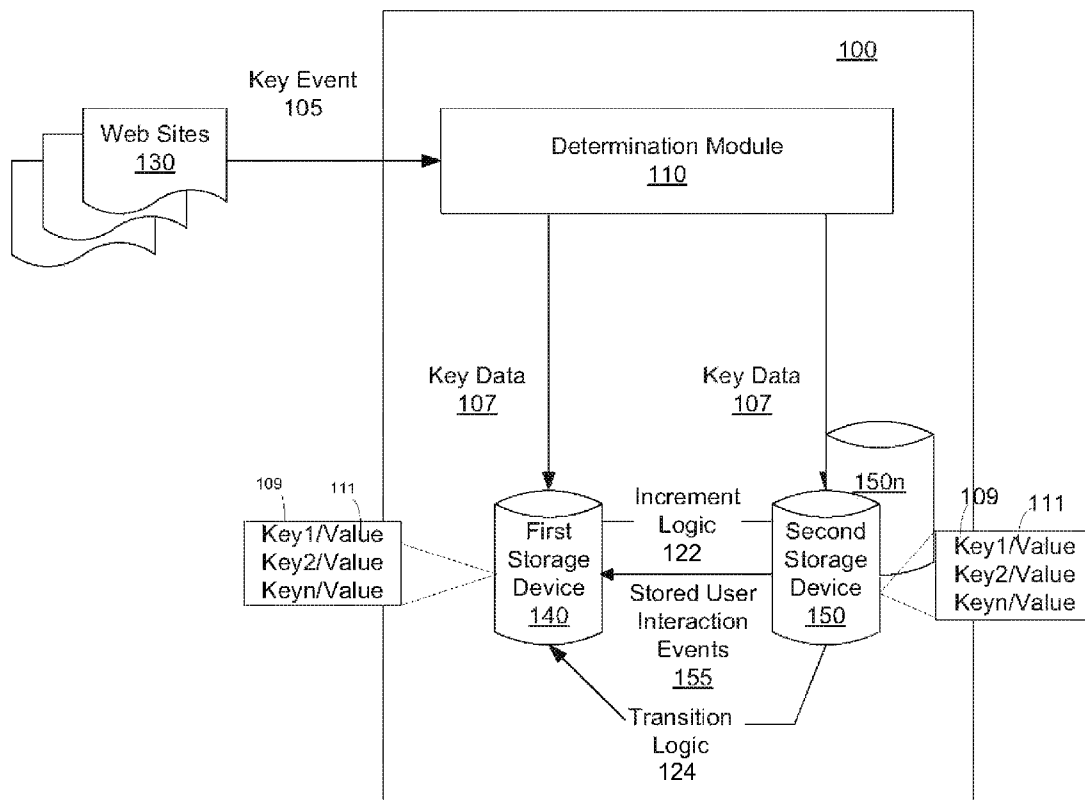 100
Key Event
105
Web Sites
130
Determination Module
110
Key Data
107
Key Data
107
150n
109
111
Key1/Value
Key2/Value
Keyn/Value
First
Storage
Device
140
Increment
Logic
122
Stored User
Interaction
Events
155
Second
Storage
Device
150
109
111
Key1/Value
Key2/Value
Keyn/Value
Transition
Logic
124